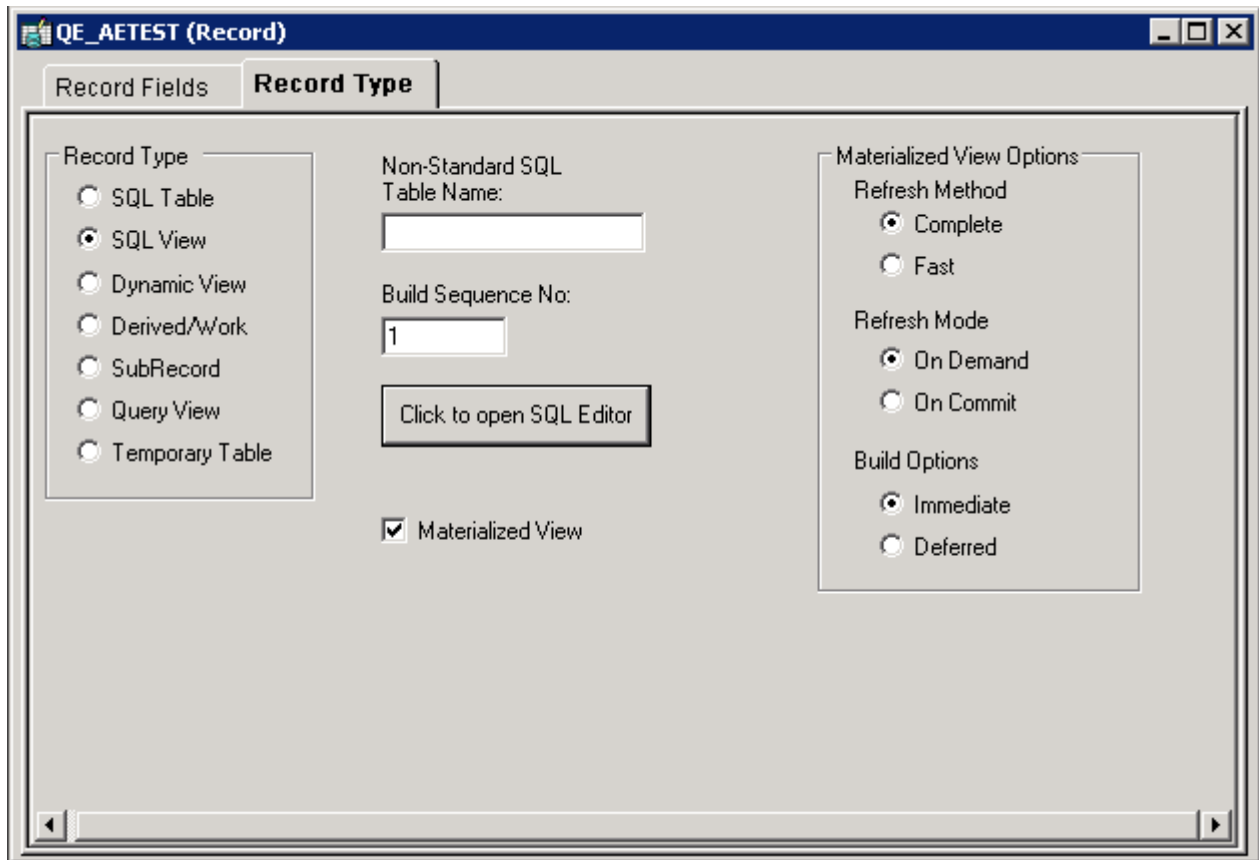 QE_AETEST (Record)
Record Fields
Record Type
Record Type
SQL Table
SQL View
Dynamic View
Derived/Work
SubRecord
Query View
Temporary Table
Non-Standard SQL
Table Name:
Build Sequence No:
1
Click to open SQL Editor
Materialized View
Materialized View Options
Refresh Method
Complete
Fast
Refresh Mode
On Demand
On Commit
Build Options
Immediate
Deferred